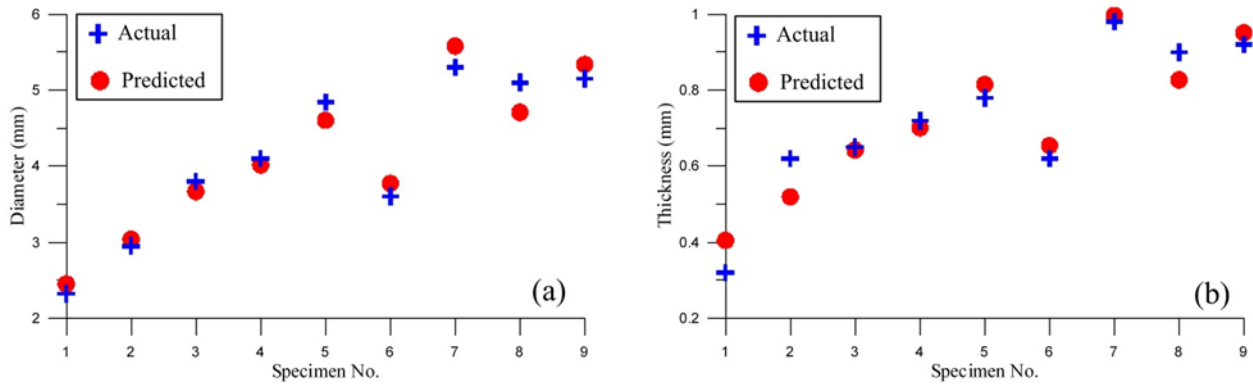 6
5
4
3
2
Diameter (mm)
Actual
Predicted
(a)
1 2 3 4 5 6 7 8 9
Specimen No.
1
0.8
0.6
0.4
0.2
Thickness (mm)
Actual
Predicted
(b)
1 2 3 4 5 6 7 8 9
Specimen No.